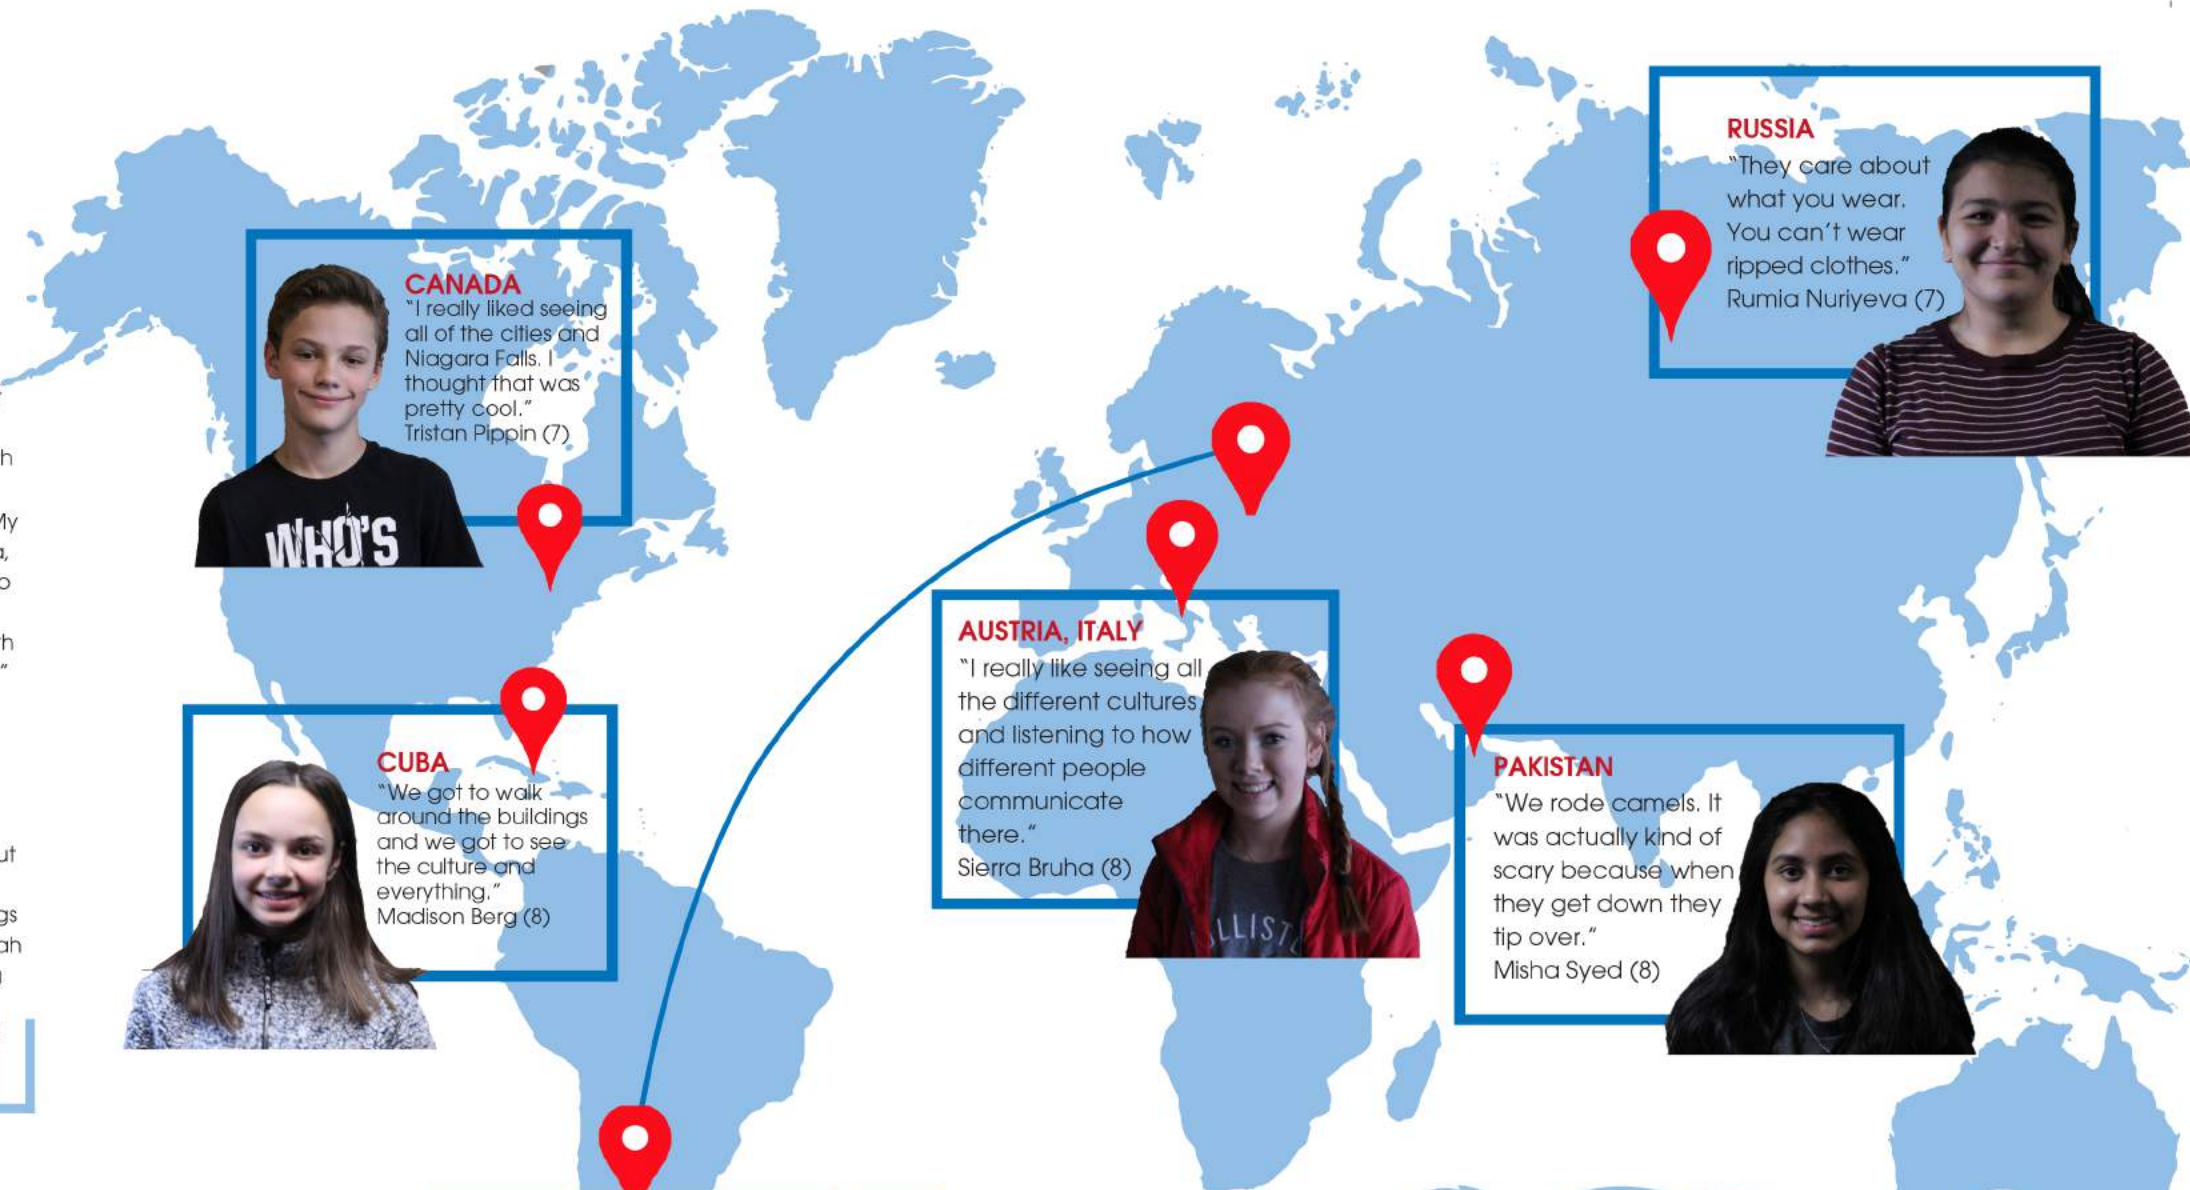 CANADA
"I really liked seeing
all of the cities and
Niagara Falls. I
thought that was
pretty cool."
Tristan Pippin (7)
WHO'S
RUSSIA
"They care about
what you wear.
You can't wear
ripped clothes."
Rumia Nuriyeva (7)
CUBA
"We got to walk
around the buildings
and we got to see
the culture and
everything."
Madison Berg (8)
AUSTRIA, ITALY
"I really like seeing all
the different cultures
and listening to how
different people
communicate
there."
Sierra Bruha (8)
PAKISTAN
"We rode camels. It
was actually kind of
scary because when
they get down they
tip over."
Misha Syed (8)